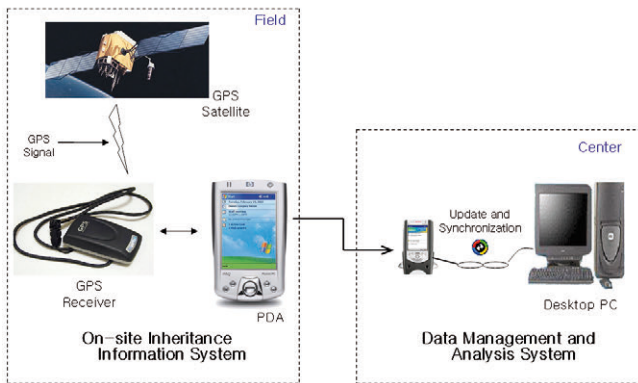 Field
GPS
Satellite
GPS
Signal
GPS
Receiver
PDA
On-site Inheritance
Information System
Center
Update and
Synchronization
Desktop PC
Data Management and
Analysis System